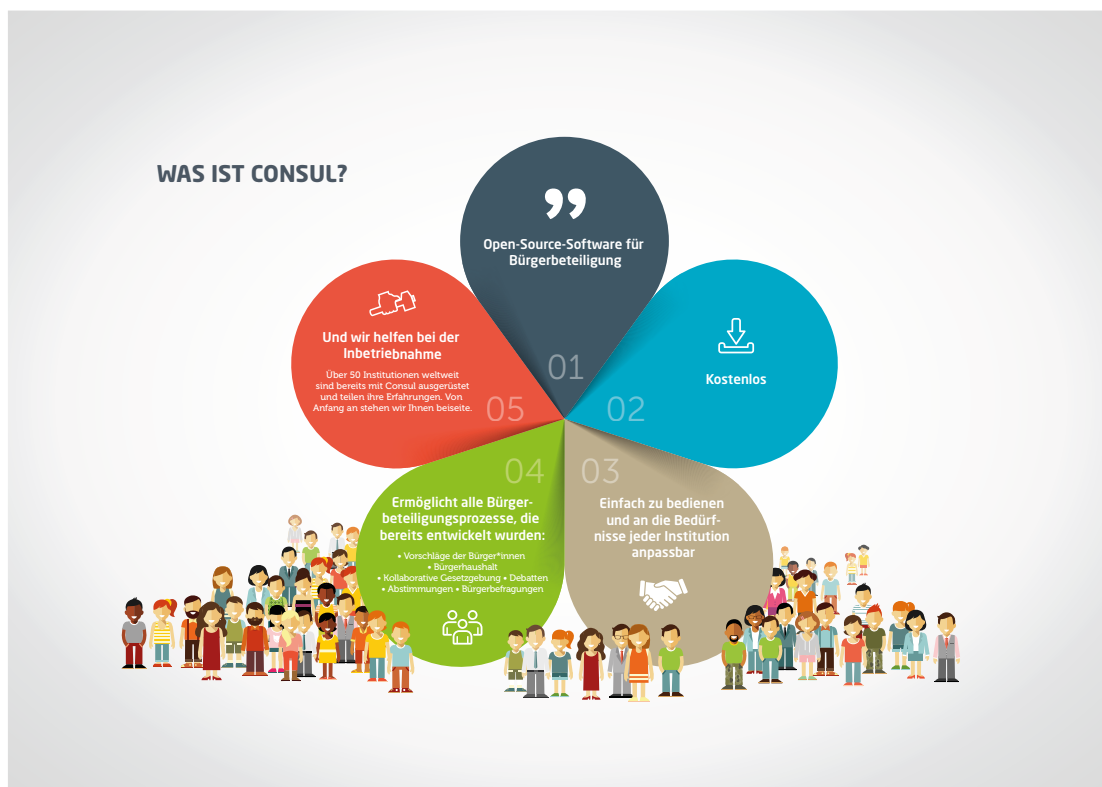 WAS IST CONSUL?
Open-Source-Software für
Bürgerbeteiligung
01
Kostenlos
02
03
Einfach zu bedienen
und an die Bedürf-
nisse jeder Institution
anpassbar
04
Ermöglicht alle Bürger-
beteiligungsprozesse, die
bereits entwickelt wurden:
• Vorschläge der Bürger*innen
• Bürgerhaushalt
• Kollaborative Gesetzgebung • Debatten
• Abstimmungen • Bürgerbefragungen
Und wir helfen bei der
Inbetriebnahme
Über 50 Institutionen weltweit
sind bereits mit Consul ausgerüstet
und teilen ihre Erfahrungen. Von
Anfang an stehen wir Ihnen beiseite.
05